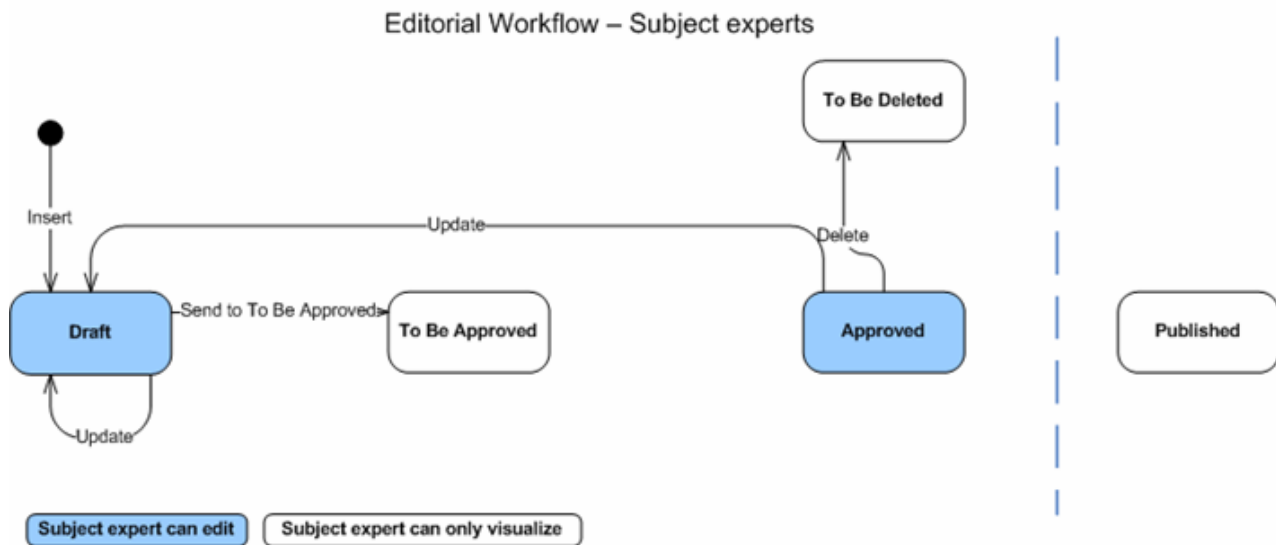 Editorial Workflow – Subject experts
To Be Deleted
Insert
Update
Delete
Draft
Send to To Be Approved
To Be Approved
Approved
Published
Update
Subject expert can edit
Subject expert can only visualize